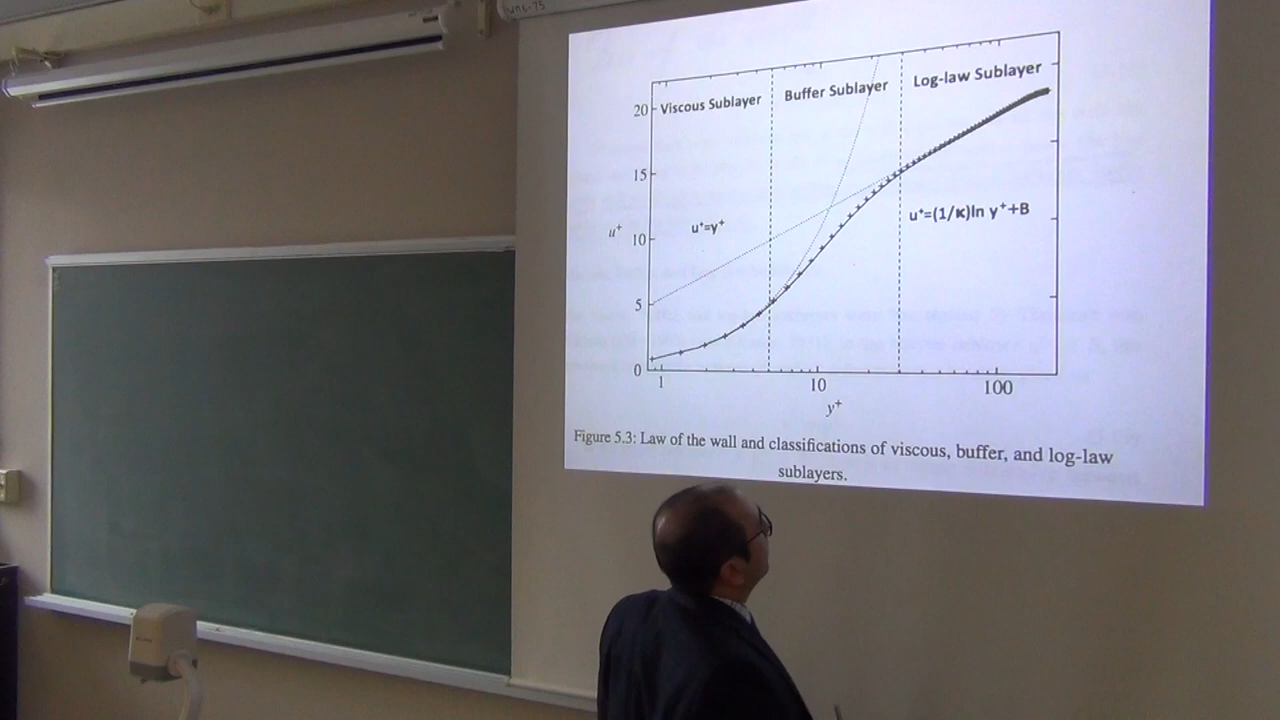 20
Viscous Sublayer
Buffer Sublayer
Log-law Sublayer
15
u⁺
10
u⁺=y⁺
u⁺=(1/κ)ln y⁺+B
5
0
1
10
100
y⁺
Figure 5.3: Law of the wall and classifications of viscous, buffer, and log-law
sublayers.